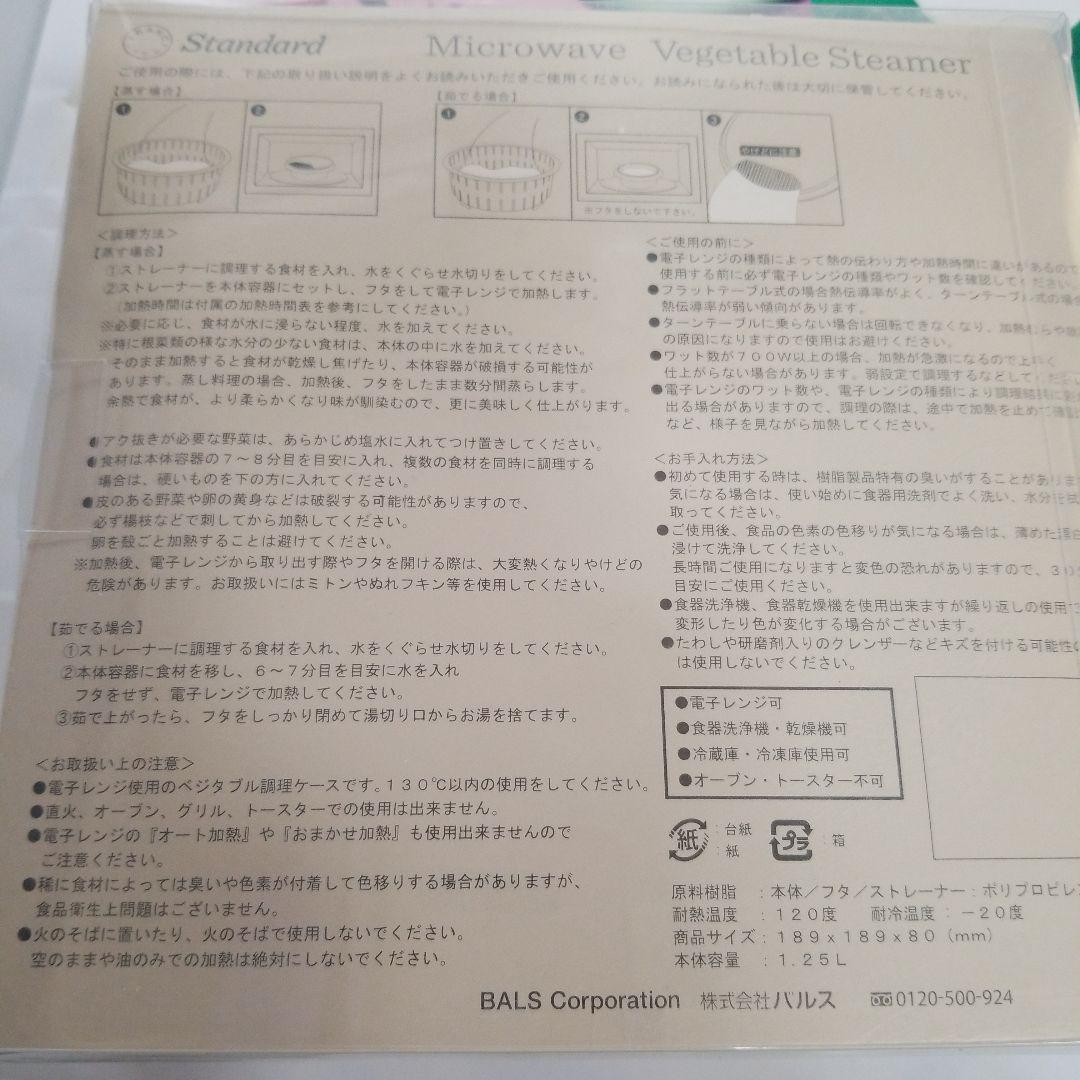 Standard
Microwave Vegetable Steamer
ご使用の際には、下記の取り扱い説明をよくお読みいただきご使用ください。お読みになられた後は大切に保管してください。
【蒸す場合】
❶
❷
【茹でる場合】
❶
❷
※フタをしないで下さい。
❸
やけどに注意
＜調理方法＞
【蒸す場合】
①ストレーナーに調理する食材を入れ、水をくぐらせ水切りをしてください。
②ストレーナーを本体容器にセットし、フタをして電子レンジで加熱します。
（加熱時間は付属の加熱時間表を参考にしてください。）
※必要に応じ、食材が水に浸らない程度、水を加えてください。
※特に根菜類の様な水分の少ない食材は、本体の中に水を加えてください。
そのまま加熱すると食材が乾燥し焦げたり、本体容器が破損する可能性が
あります。蒸し料理の場合、加熱後、フタをしたまま数分間蒸らします。
余熱で食材が、より柔らかくなり味が馴染むので、更に美味しく仕上がります。
●アク抜きが必要な野菜は、あらかじめ塩水に入れてつけ置きしてください。
●食材は本体容器の７～８分目を目安に入れ、複数の食材を同時に調理する
場合は、硬いものを下の方に入れてください。
●皮のある野菜や卵の黄身などは破裂する可能性がありますので、
必ず楊枝などで刺してから加熱してください。
卵を殻ごと加熱することは避けてください。
※加熱後、電子レンジから取り出す際やフタを開ける際は、大変熱くなりやけどの
危険があります。お取扱いにはミトンやぬれフキン等を使用してください。
【茹でる場合】
①ストレーナーに調理する食材を入れ、水をくぐらせ水切りをしてください。
②本体容器に食材を移し、６～７分目を目安に水を入れ
フタをせず、電子レンジで加熱してください。
③茹で上がったら、フタをしっかり閉めて湯切り口からお湯を捨てます。
＜お取扱い上の注意＞
●電子レンジ使用のベジタブル調理ケースです。１３０℃以内の使用をしてください。
●直火、オーブン、グリル、トースターでの使用は出来ません。
●電子レンジの『オート加熱』や『おまかせ加熱』も使用出来ませんので
ご注意ください。
●稀に食材によっては臭いや色素が付着して色移りする場合がありますが、
食品衛生上問題はございません。
●火のそばに置いたり、火のそばで使用しないでください。
空のままや油のみでの加熱は絶対にしないでください。
＜ご使用の前に＞
●電子レンジの種類によって熱の伝わり方や加熱時間に違いがあるので
使用する前に必ず電子レンジの種類やワット数を確認してください。
●フラットテーブル式の場合熱伝導率がよく、ターンテーブル式の場合
熱伝導率が弱い傾向があります。
●ターンテーブルに乗らない場合は回転できなくなり、加熱むらや
の原因になりますので使用はお避けください。
●ワット数が７００Ｗ以上の場合、加熱が急激になるので上
仕上がらない場合があります。弱設定で調理するなどして
●電子レンジのワット数や、電子レンジの種類により調理
出る場合がありますので、調理の際は、途中で加熱を止めて
など、様子を見ながら加熱してください。
＜お手入れ方法＞
●初めて使用する時は、樹脂製品特有の臭いがすることがあり
気になる場合は、使い始めに食器用洗剤でよく洗い、水分を
取ってください。
●ご使用後、食品の色素の色移りが気になる場合は、薄めた漂白
浸けて洗浄してください。
長時間ご使用になりますと変色の恐れがありますので、３０
目安にご使用ください。
●食器洗浄機、食器乾燥機を使用出来ますが繰り返しの使用で
変形したり色が変化する場合がございます。
●たわしや研磨剤入りのクレンザーなどキズを付ける可能性の
は使用しないでください。
●電子レンジ可
●食器洗浄機・乾燥機可
●冷蔵庫・冷凍庫使用可
●オーブン・トースター不可
紙：台紙
：紙
プラ：箱
原料樹脂　：本体／フタ／ストレーナー：ポリプロピレン
耐熱温度　：１２０度　耐冷温度：－２０度
商品サイズ：１８９ｘ１８９ｘ８０（mm）
本体容量　：１.２５Ｌ
BALS Corporation 株式会社バルス 0120-500-924